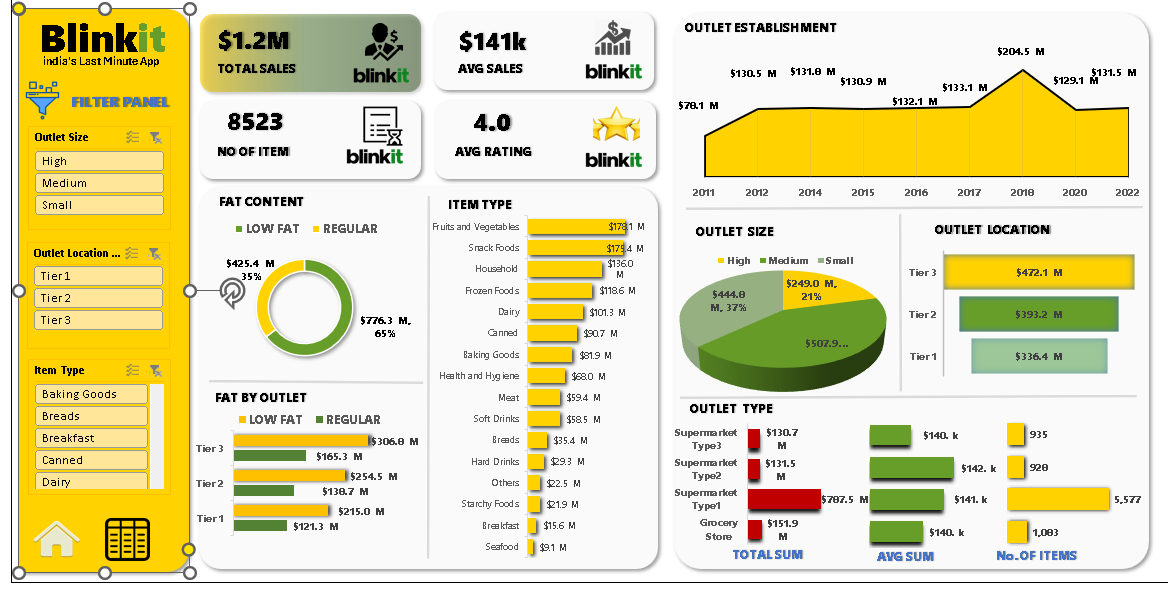 Blinkit
india's Last Minute App
FILTER PANEL
Outlet Size
High
Medium
Small
Outlet Location ...
Tier 1
Tier 2
Tier 3
Item Type
Baking Goods
Breads
Breakfast
Canned
Dairy
$1.2M
TOTAL SALES
blinkit
$141k
AVG SALES
blinkit
8523
NO OF ITEM
blinkit
4.0
AVG RATING
blinkit
FAT CONTENT
LOW FAT REGULAR
$425.4 M
35%
$776.3 M,
65%
FAT BY OUTLET
LOW FAT REGULAR
Tier 3 $306.8 M
$165.3 M
Tier 2 $254.5 M
$138.7 M
Tier 1 $215.0 M
$121.3 M
ITEM TYPE
Fruits and Vegetables $178.1 M
Snack Foods $175.4 M
Household $136.0
M
Frozen Foods $118.6 M
Dairy $101.3 M
Canned $90.7 M
Baking Goods $81.9 M
Health and Hygiene $68.0 M
Meat $59.4 M
Soft Drinks $58.5 M
Breads $35.4 M
Hard Drinks $29.3 M
Others $22.5 M
Starchy Foods $21.9 M
Breakfast $15.6 M
Seafood $9.1 M
OUTLET ESTABLISHMENT
$78.1 M
$130.5 M
$131.8 M
$130.9 M
$132.1 M
$133.1 M
$204.5 M
$129.1 M
$131.5 M
2011 2012 2014 2015 2016 2017 2018 2020 2022
OUTLET SIZE
High Medium Small
$249.0 M,
21%
$444.8
M, 37%
$507.9...
OUTLET LOCATION
Tier 3 $472.1 M
Tier 2 $393.2 M
Tier 1 $336.4 M
OUTLET TYPE
Supermarket
Type3
$130.7
M
$140. k
935
Supermarket
Type2
$131.5
M
$142. k
928
Supermarket
Type1
$787.5 M
$141. k
5,577
Grocery
Store
$151.9
M
$140. k
1,083
TOTAL SUM
AVG SUM
No.OF ITEMS